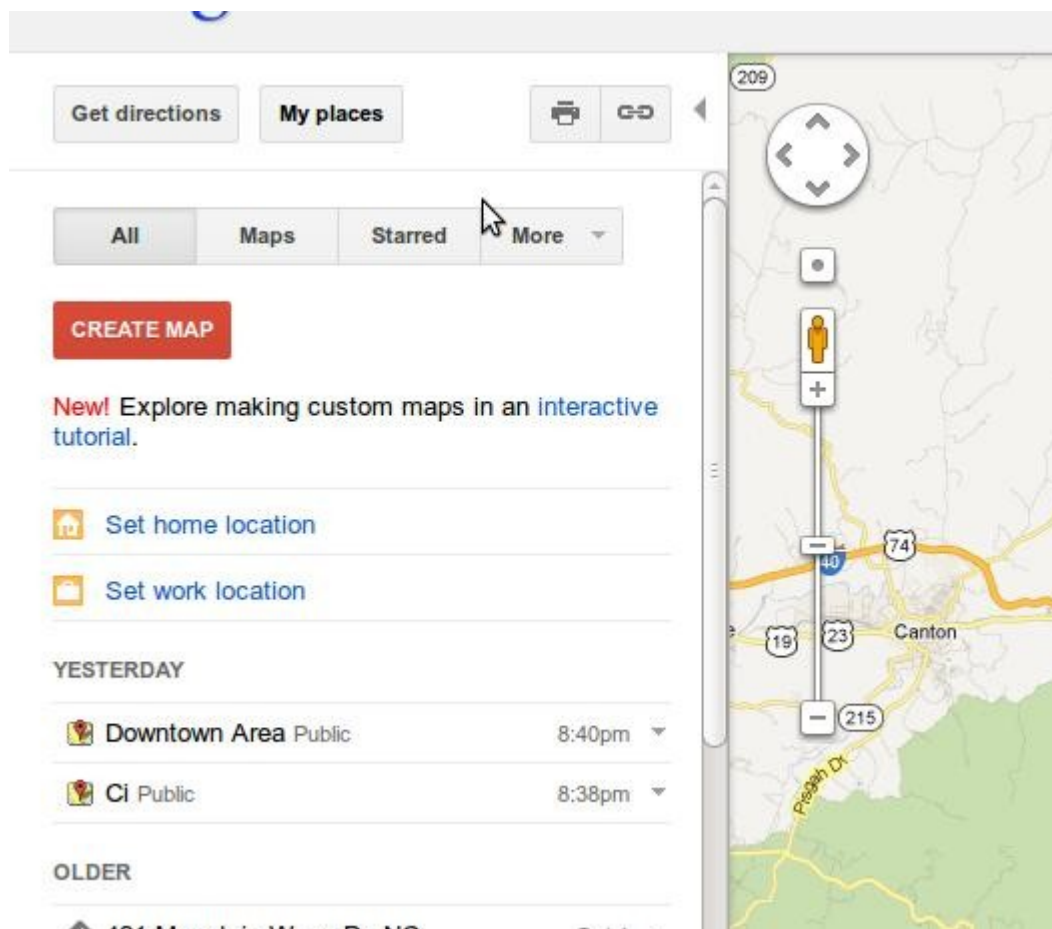 Get directions
My places
All
Maps
Starred
More
CREATE MAP
New! Explore making custom maps in an interactive
tutorial.
Set home location
Set work location
YESTERDAY
Downtown Area Public 8:40pm
Ci Public 8:38pm
OLDER
209
74
40
19
23
Canton
215
Pisgah Dr